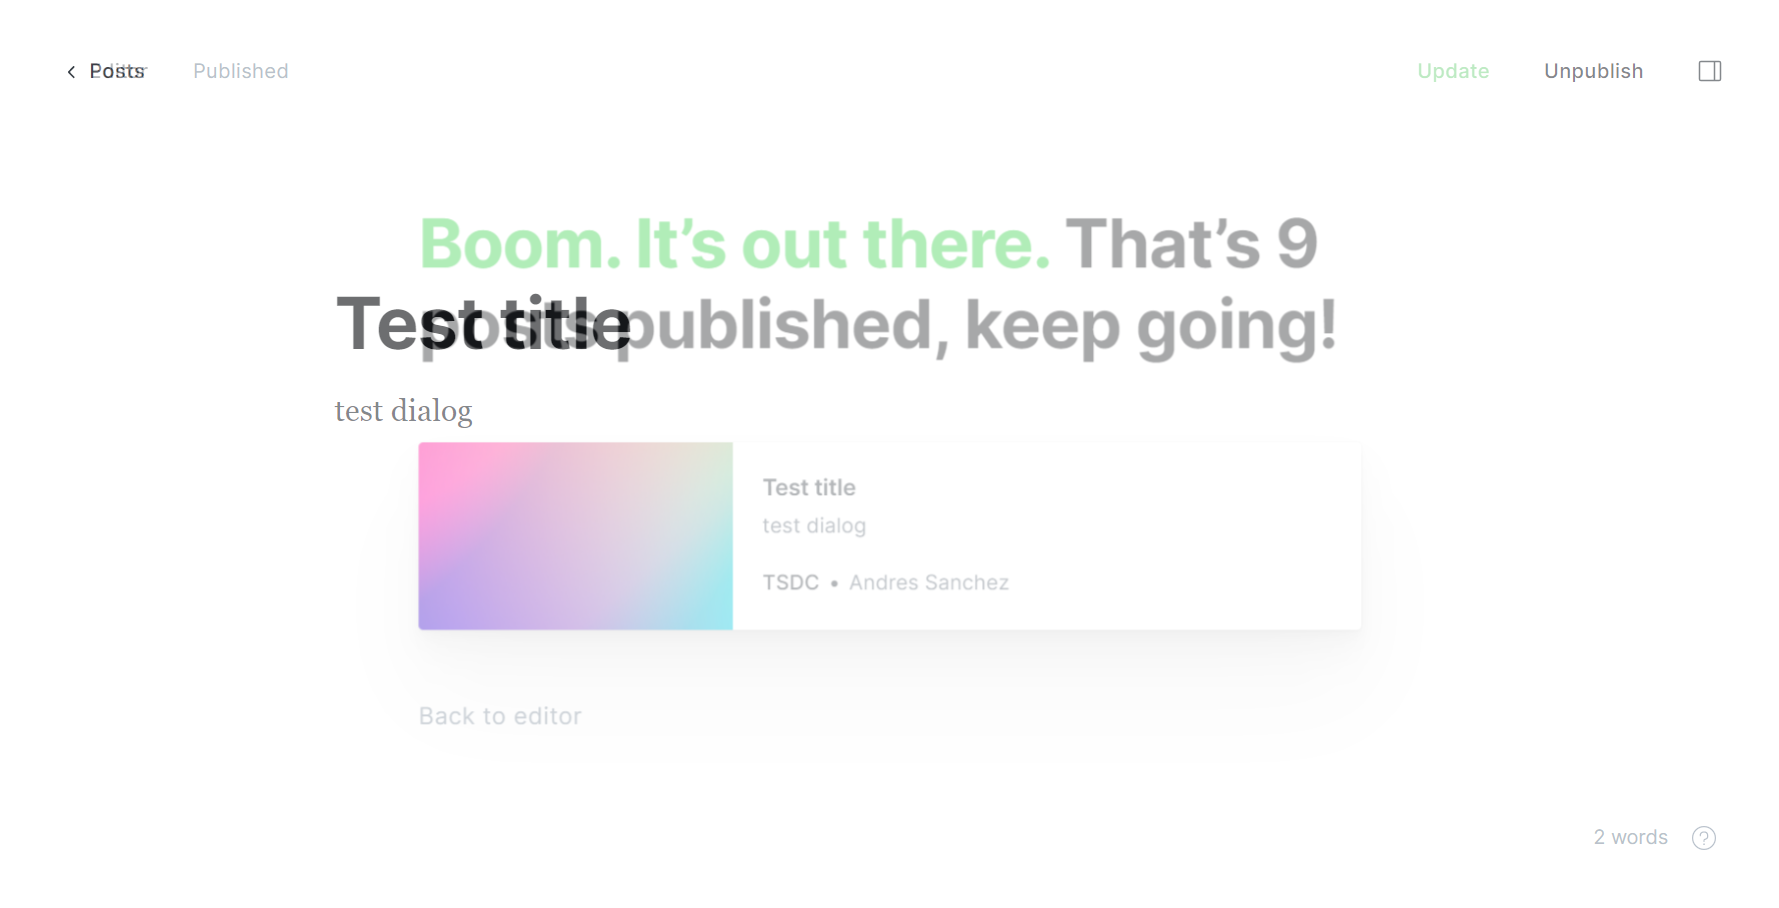 Posts
Editor
Published
Update
Unpublish
Boom. It’s out there. That’s 9
posts published, keep going!
Test title
test dialog
Test title
test dialog
TSDC • Andres Sanchez
Back to editor
2 words
?